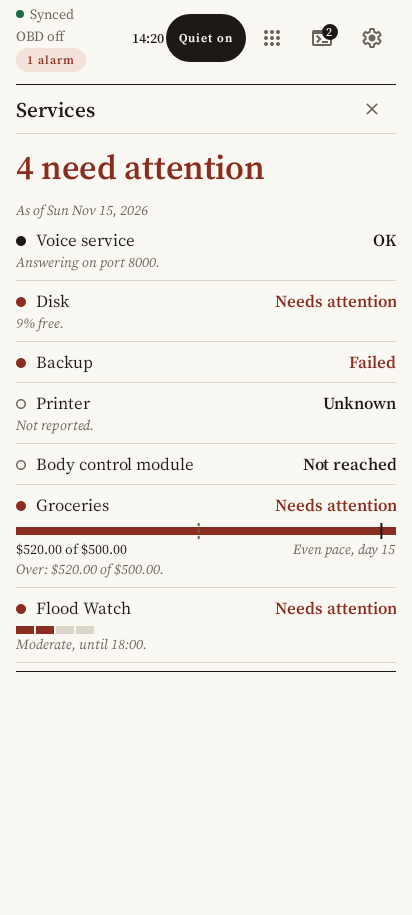 Synced
OBD off
1 alarm
14:20
Quiet on
2
Services
4 need attention
As of Sun Nov 15, 2026
Voice service OK
Answering on port 8000.
Disk Needs attention
9% free.
Backup Failed
Printer Unknown
Not reported.
Body control module Not reached
Groceries Needs attention
$520.00 of $500.00 Even pace, day 15
Over: $520.00 of $500.00.
Flood Watch Needs attention
Moderate, until 18:00.